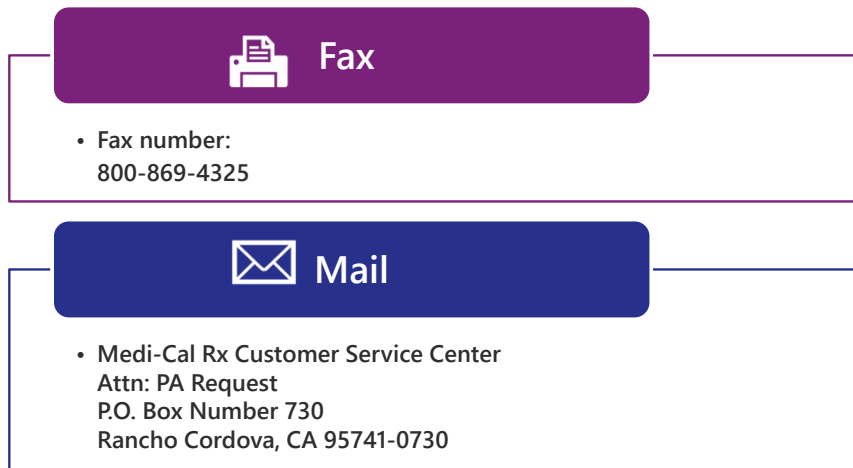 Fax
• Fax number:
800-869-4325
Mail
• Medi-Cal Rx Customer Service Center
Attn: PA Request
P.O. Box Number 730
Rancho Cordova, CA 95741-0730